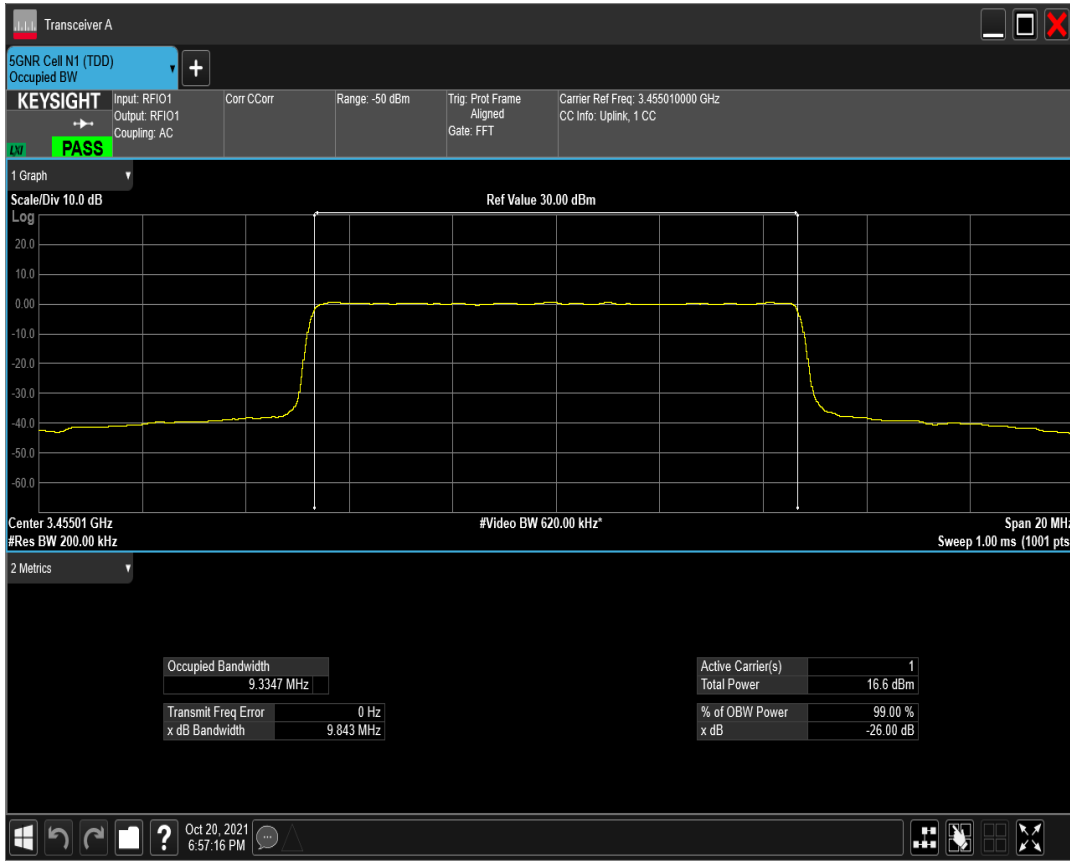 Transceiver A
5GNR Cell N1 (TDD)
Occupied BW
+
KEYSIGHT
LXI
PASS
Input: RFIO1
Output: RFIO1
Coupling: AC
Corr CCorr
Range: -50 dBm
Trig: Prot Frame
Aligned
Gate: FFT
Carrier Ref Freq: 3.455010000 GHz
CC Info: Uplink, 1 CC
1 Graph
Scale/Div 10.0 dB
Ref Value 30.00 dBm
Log
20.0
10.0
0.00
-10.0
-20.0
-30.0
-40.0
-50.0
-60.0
Center 3.45501 GHz
#Video BW 620.00 kHz*
Span 20 MHz
#Res BW 200.00 kHz
Sweep 1.00 ms (1001 pts
2 Metrics
Occupied Bandwidth
9.3347 MHz
Transmit Freq Error 0 Hz
x dB Bandwidth 9.843 MHz
Active Carrier(s) 1
Total Power 16.6 dBm
% of OBW Power 99.00 %
x dB -26.00 dB
?
Oct 20, 2021
6:57:16 PM